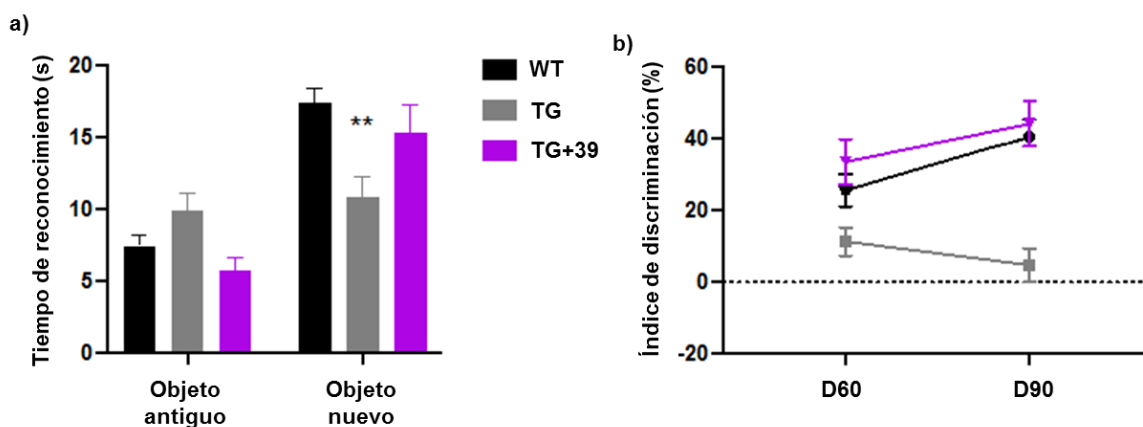 a)
Tiempo de reconocimiento (s)
20
15
10
5
0
**
Objeto
antiguo
Objeto
nuevo
WT
TG
TG+39
b)
Índice de discriminación (%)
60
40
20
0
-20
D60
D90